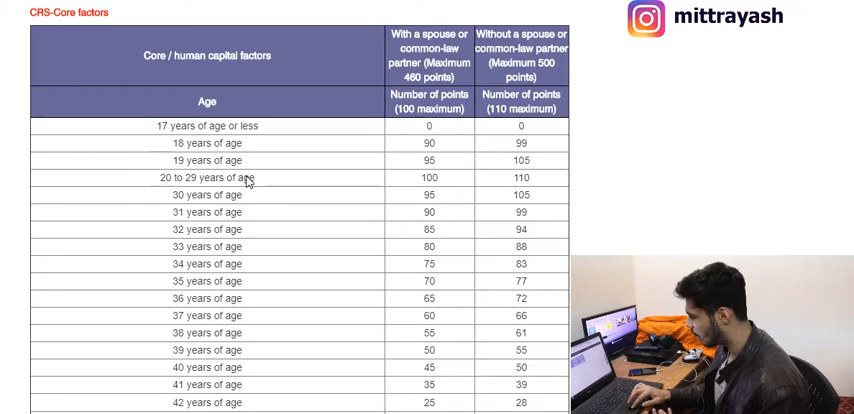 CRS-Core factors
mittrayash
Core / human capital factors
With a spouse or
common-law
partner (Maximum
460 points)
Without a spouse or
common-law partner
(Maximum 500
points)
Age
Number of points
(100 maximum)
Number of points
(110 maximum)
17 years of age or less 0 0
18 years of age 90 99
19 years of age 95 105
20 to 29 years of age 100 110
30 years of age 95 105
31 years of age 90 99
32 years of age 85 94
33 years of age 80 88
34 years of age 75 83
35 years of age 70 77
36 years of age 65 72
37 years of age 60 66
38 years of age 55 61
39 years of age 50 55
40 years of age 45 50
41 years of age 35 39
42 years of age 25 28